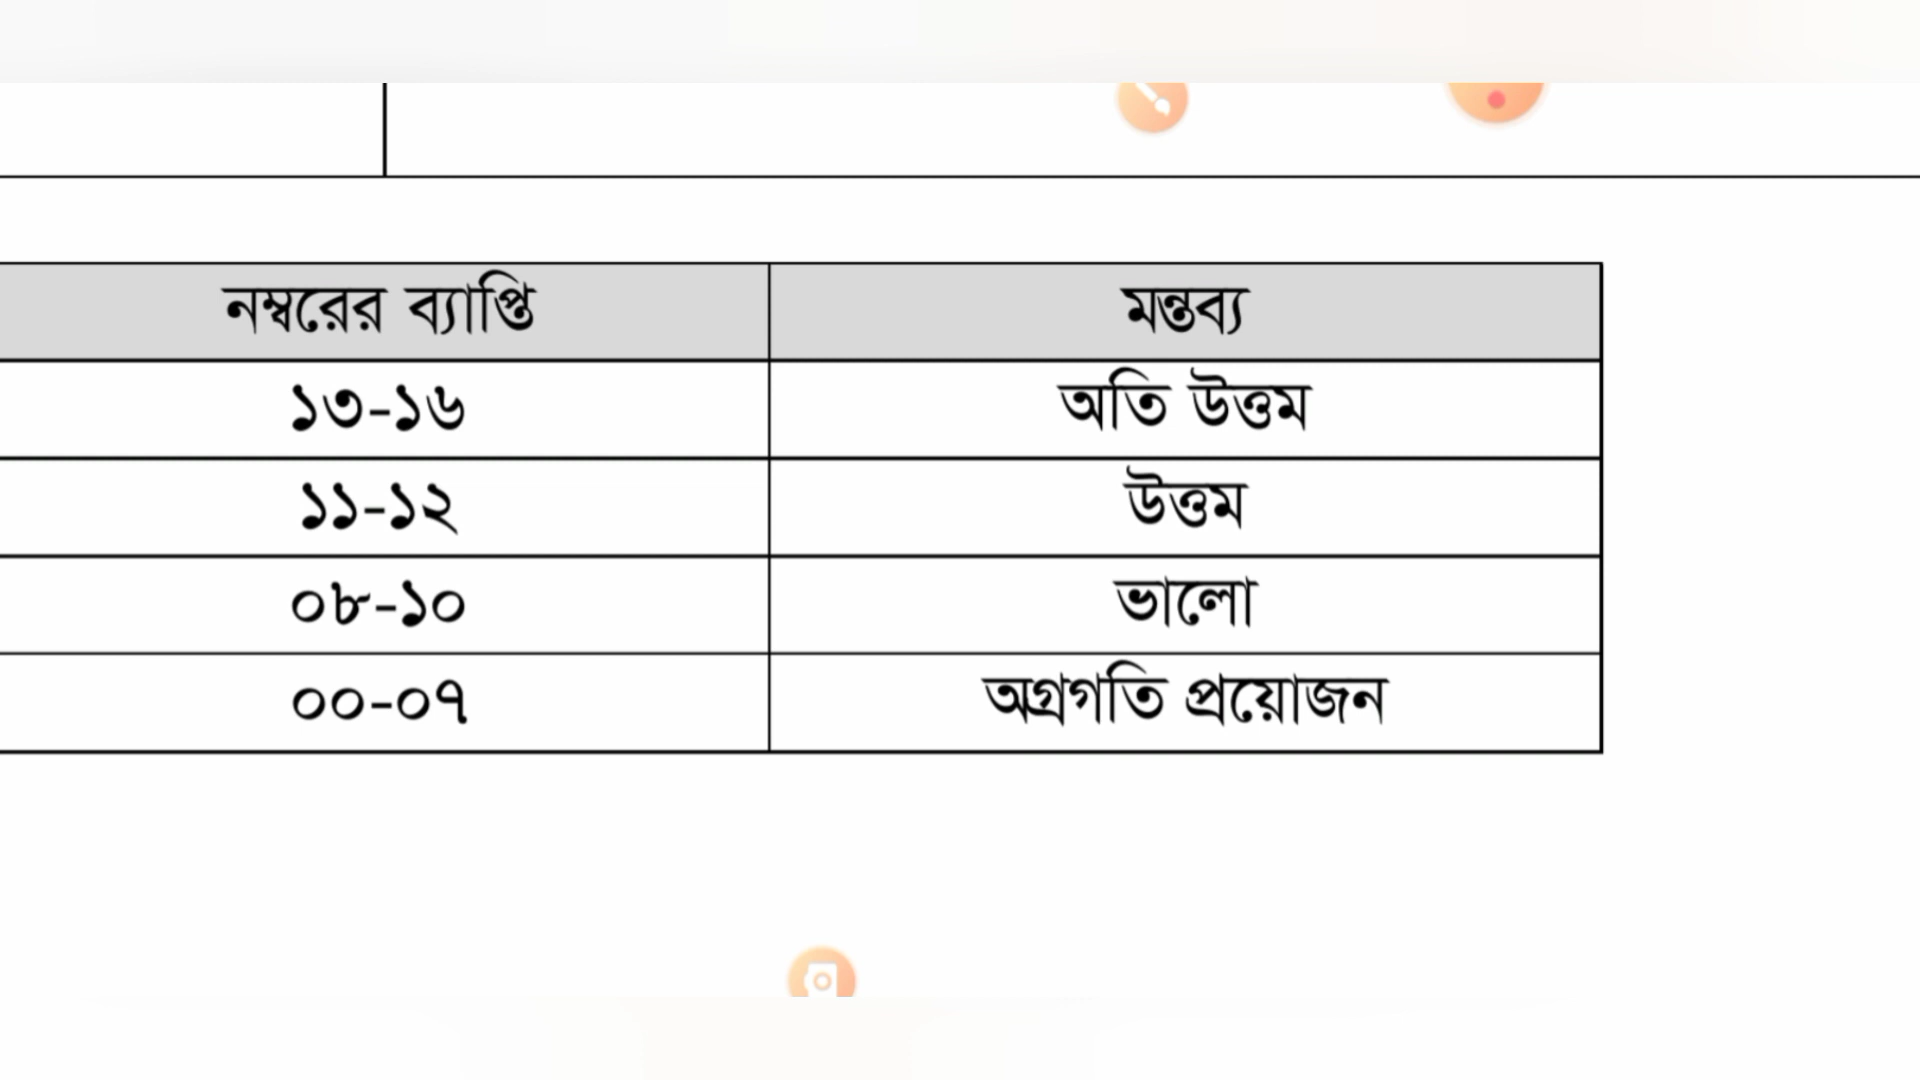 নম্বরের ব্যাপ্তি মন্তব্য
১৩-১৬ অতি উত্তম
১১-১২ উত্তম
০৮-১০ ভালো
০০-০৭ অগ্রগতি প্রয়োজন